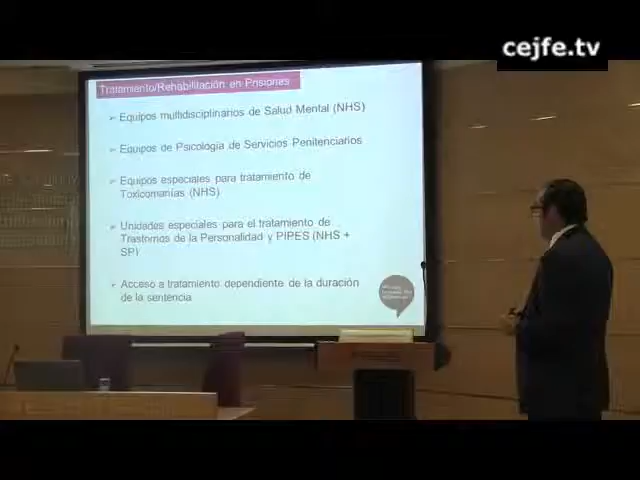 cejfe.tv
Tratamiento/Rehabilitación en Prisiones
Equipos multidisciplinarios de Salud Mental (NHS)
Equipos de Psicología de Servicios Penitenciarios
Equipos especiales para tratamiento de
Toxicomanías (NHS)
Unidades especiales para el tratamiento de
Trastornos de la Personalidad y PIPES (NHS +
SP)
Acceso a tratamiento dependiente de la duración
de la sentencia